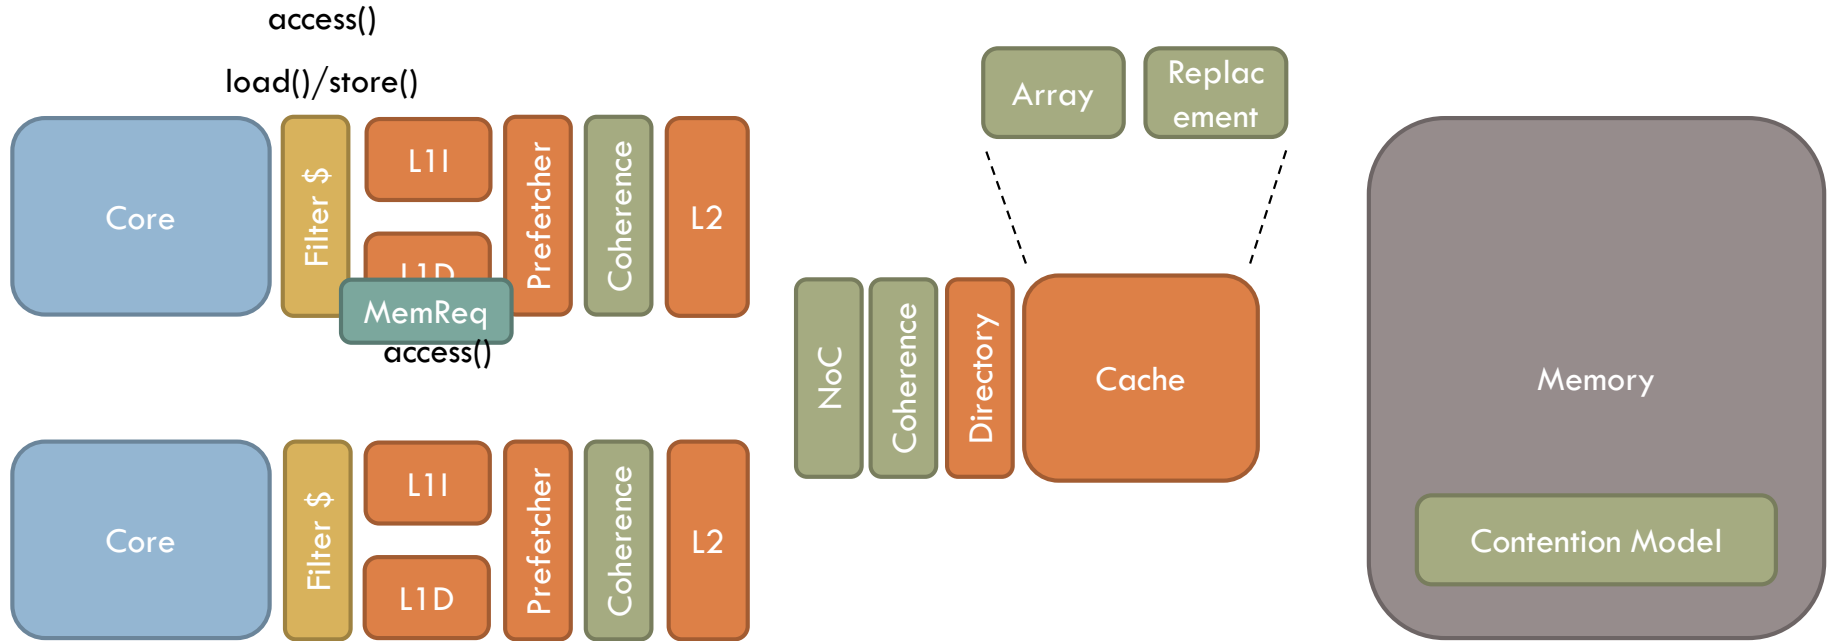 access()
load()/store()
Core
Filter $
L1I
L1D
MemReq
access()
Prefetcher
Coherence
L2
Core
Filter $
L1I
L1D
Prefetcher
Coherence
L2
NoC
Coherence
Directory
Cache
Array
Replac
ement
Memory
Contention Model